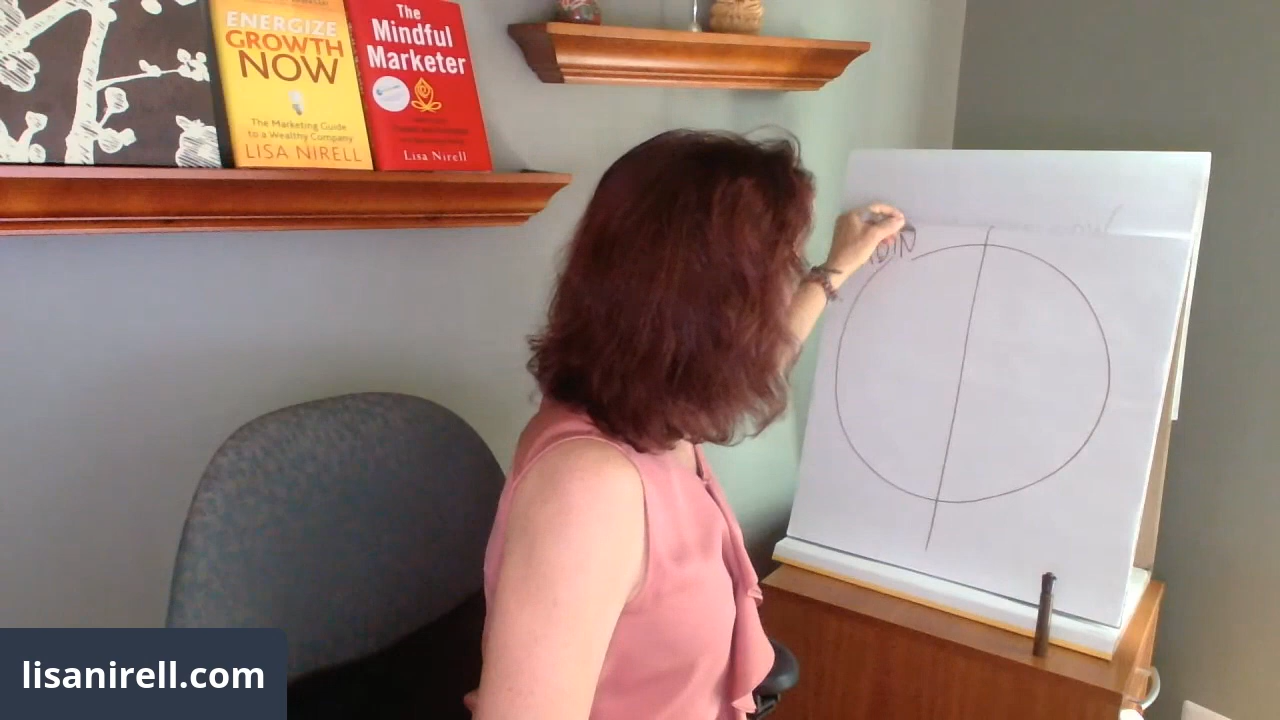 ENERGIZE
GROWTH
NOW
The Marketing Guide
to a Wealthy Company
LISA NIRELL
The
Mindful
Marketer
Lisa Nirell
lisanirell.com